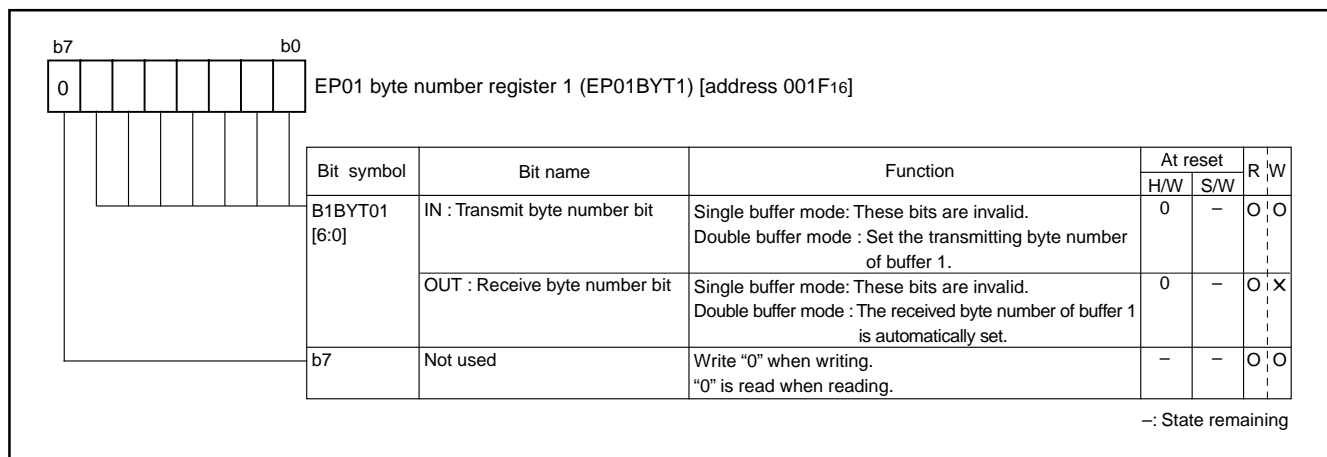 b7 b0
0
EP01 byte number register 1 (EP01BYT1) [address 001F16]
Bit symbol Bit name Function At reset R W
H/W S/W
B1BYT01 IN : Transmit byte number bit Single buffer mode: These bits are invalid. 0 – O O
[6:0] Double buffer mode : Set the transmitting byte number
of buffer 1.
OUT : Receive byte number bit Single buffer mode: These bits are invalid. 0 – O ×
Double buffer mode : The received byte number of buffer 1
is automatically set.
b7 Not used Write “0” when writing. – – O O
“0” is read when reading.
–: State remaining